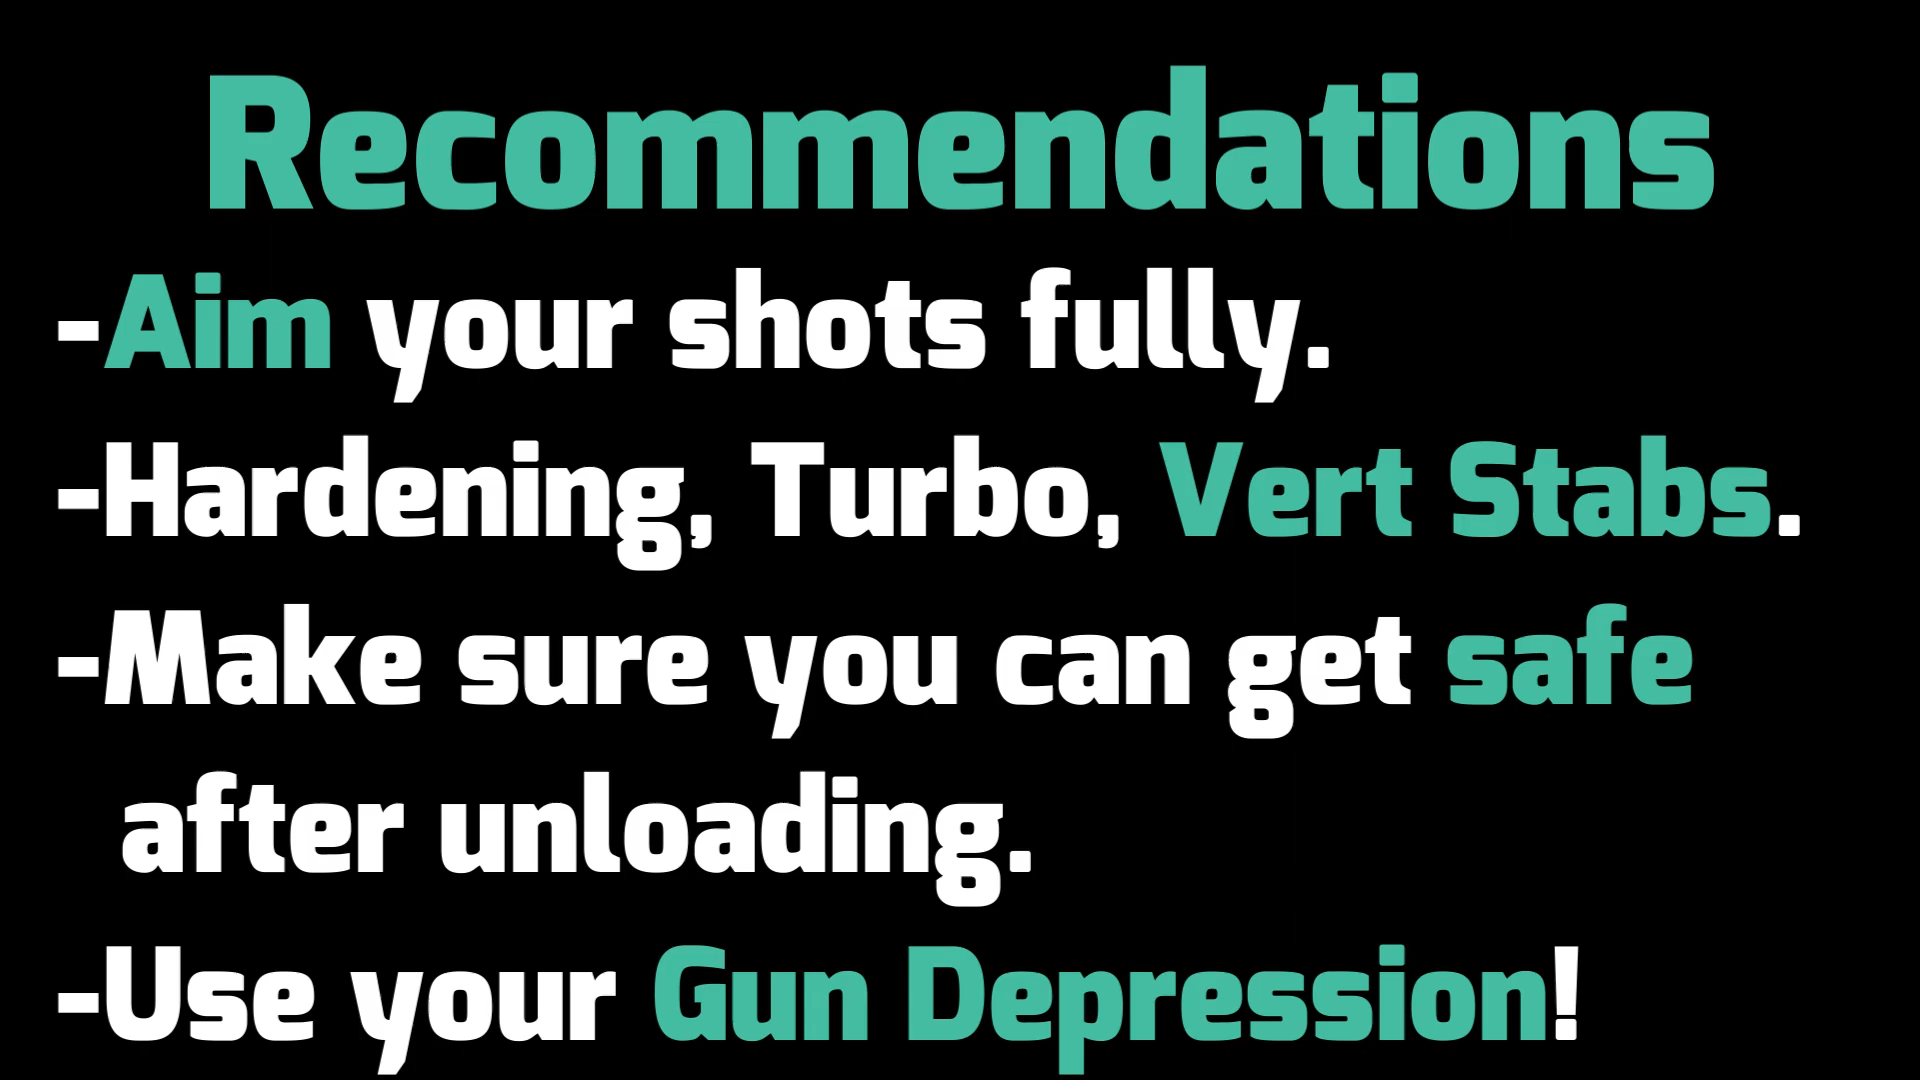 Recommendations
-Aim your shots fully.
-Hardening, Turbo, Vert Stabs.
-Make sure you can get safe
after unloading.
-Use your Gun Depression!